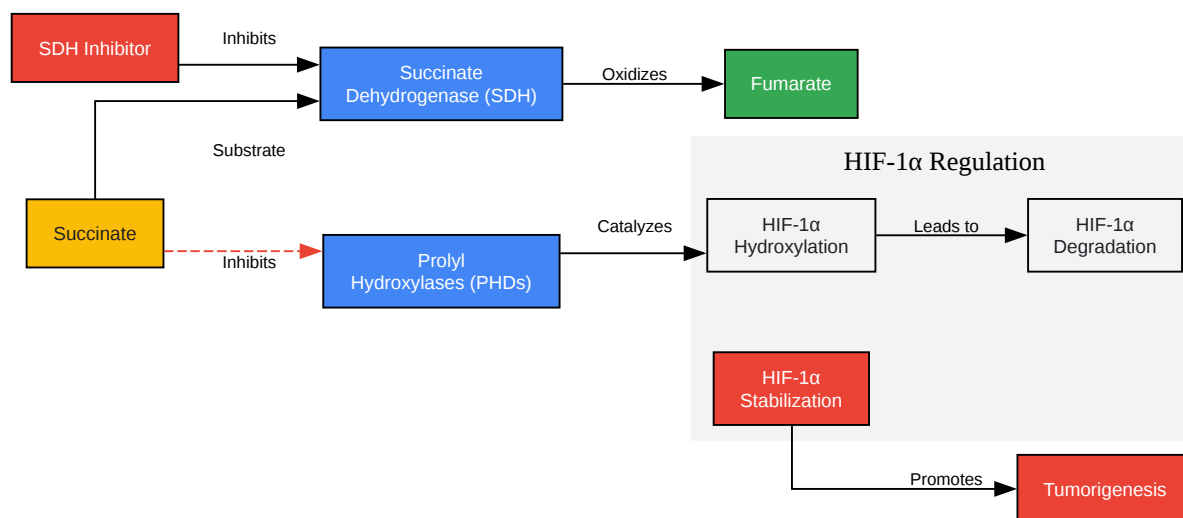 SDH Inhibitor
Inhibits
Succinate
Dehydrogenase (SDH)
Oxidizes
Fumarate
Substrate
HIF-1α Regulation
Succinate
Inhibits
Prolyl
Hydroxylases (PHDs)
Catalyzes
HIF-1α
Hydroxylation
Leads to
HIF-1α
Degradation
HIF-1α
Stabilization
Promotes
Tumorigenesis